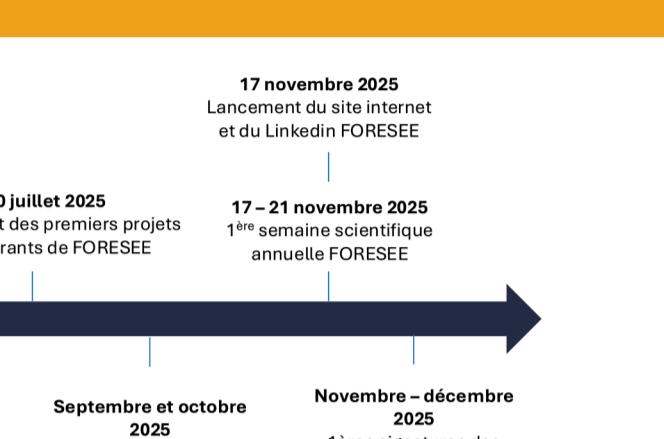 17 novembre 2025
Lancement du site internet
et du Linkedin FORESEE
juillet 2025
des premiers projets
de FORESEE
17 – 21 novembre 2025
1ère semaine scientifique
annuelle FORESEE
Septembre et octobre
2025
Novembre – décembre
2025